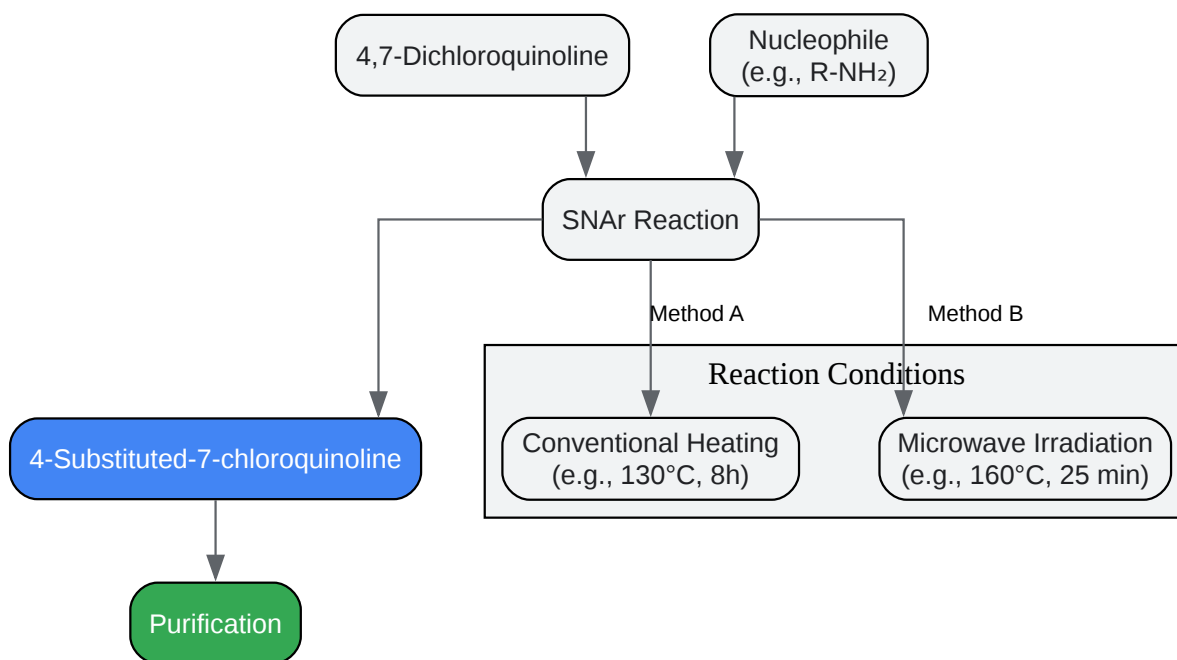 4,7-Dichloroquinoline
Nucleophile
(e.g., R-NH₂)
SNAr Reaction
Method A
Method B
Reaction Conditions
4-Substituted-7-chloroquinoline
Conventional Heating
(e.g., 130°C, 8h)
Microwave Irradiation
(e.g., 160°C, 25 min)
Purification